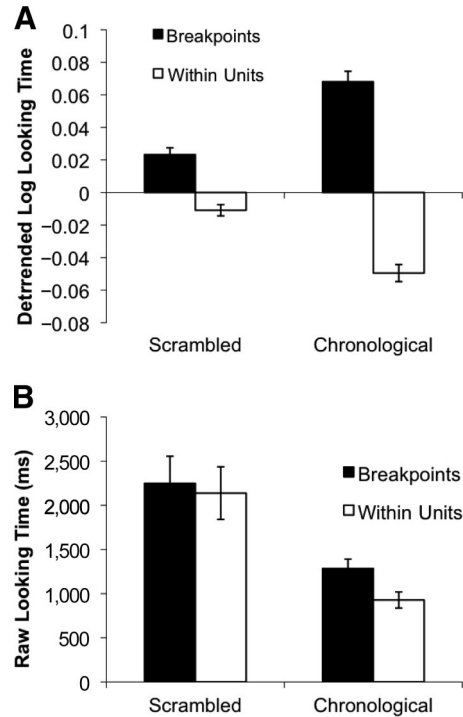 A
Detrrended Log Looking Time
0.1
0.08
0.06
0.04
0.02
0
−0.02
−0.04
−0.06
−0.08
Breakpoints
Within Units
Scrambled Chronological
B
Raw Looking Time (ms)
3,000
2,500
2,000
1,500
1,000
500
0
Breakpoints
Within Units
Scrambled Chronological